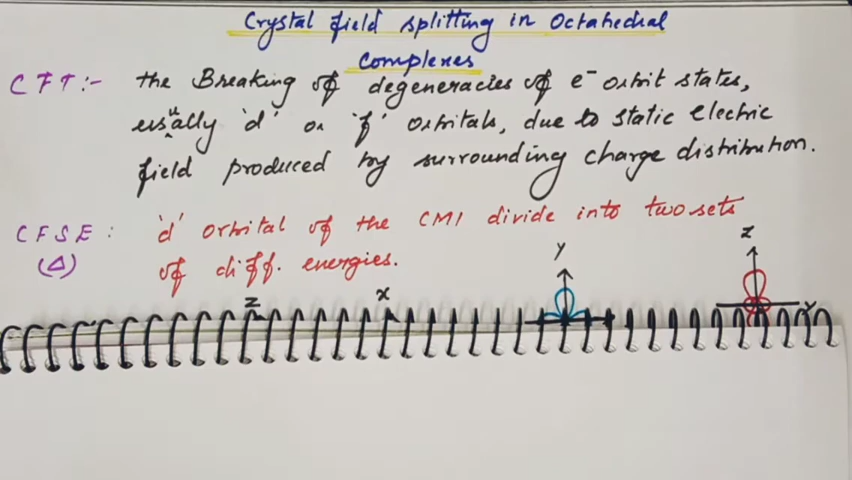 Crystal field splitting in Octahedral
Complexes
CFT:- the Breaking of degeneracies of e⁻ orbit states,
usually 'd' or 'f' orbitals, due to static electric
field produced by surrounding charge distribution.
CFSE: 'd' orbital of the CMI divide into two sets
(Δ) of diff. energies.
z x y z
y